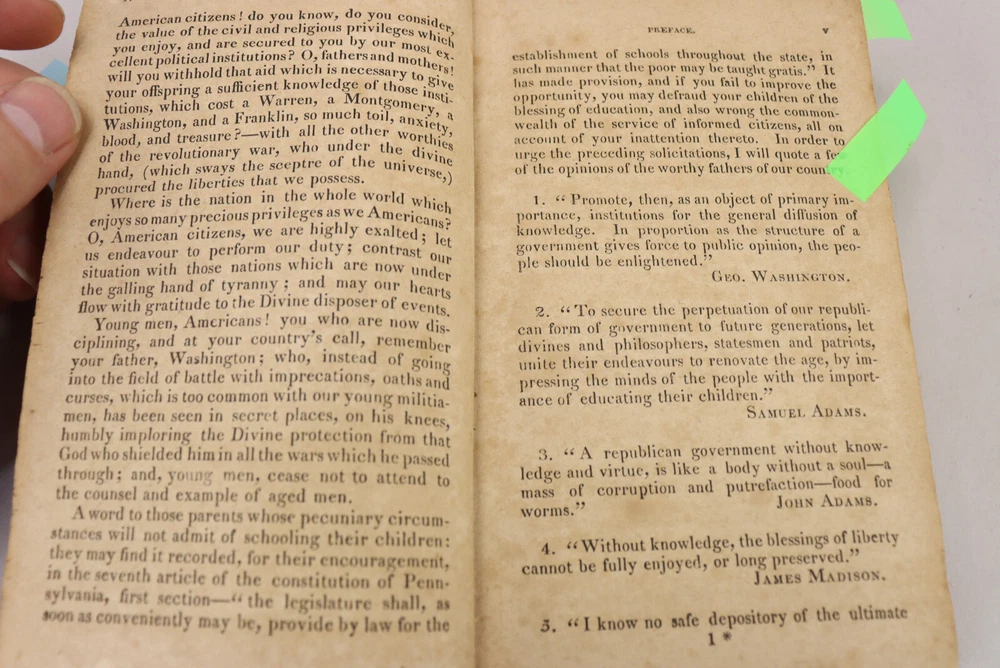 American citizens! do you know, do you consider,
the value of the civil and religious privileges which
you enjoy, and are secured to you by our most ex-
cellent political institutions? O, fathers and mothers!
will you withhold that aid which is necessary to give
your offspring a sufficient knowledge of those insti-
tutions, which cost a Warren, a Montgomery, a
Washington, and a Franklin, so much toil, anxiety,
blood, and treasure?—with all the other worthies
of the revolutionary war, who under the divine
hand, (which sways the sceptre of the universe,)
procured the liberties that we possess.
Where is the nation in the whole world which
enjoys so many precious privileges as we Americans?
O, American citizens, we are highly exalted; let
us endeavour to perform our duty; contrast our
situation with those nations which are now under
the galling hand of tyranny; and may our hearts
flow with gratitude to the Divine disposer of events.
Young men, Americans! you who are now dis-
ciplining, and at your country's call, remember
your father, Washington; who, instead of going
into the field of battle with imprecations, oaths and
curses, which is too common with our young militia-
men, has been seen in secret places, on his knees,
humbly imploring the Divine protection from that
God who shielded him in all the wars which he passed
through; and, young men, cease not to attend to
the counsel and example of aged men.
A word to those parents whose pecuniary circum-
stances will not admit of schooling their children:
they may find it recorded, for their encouragement,
in the seventh article of the constitution of Penn-
sylvania, first section—“ the legislature shall, as
soon as conveniently may be, provide by law for the
PREFACE. v
establishment of schools throughout the state, in
such manner that the poor may be taught gratis.” It
has made provision, and if you fail to improve the
opportunity, you may defraud your children of the
blessing of education, and also wrong the common-
wealth of the service of informed citizens, all on
account of your inattention thereto. In order to
urge the preceding solicitations, I will quote a few
of the opinions of the worthy fathers of our country.
1. “ Promote, then, as an object of primary im-
portance, institutions for the general diffusion of
knowledge. In proportion as the structure of a
government gives force to public opinion, the peo-
ple should be enlightened.”
GEO. WASHINGTON.
2. “To secure the perpetuation of our republi-
can form of government to future generations, let
divines and philosophers, statesmen and patriots,
unite their endeavours to renovate the age, by im-
pressing the minds of the people with the import-
ance of educating their children.”
SAMUEL ADAMS.
3. “A republican government without know-
ledge and virtue, is like a body without a soul—a
mass of corruption and putrefaction—food for
worms.” JOHN ADAMS.
4. “Without knowledge, the blessings of liberty
cannot be fully enjoyed, or long preserved.”
JAMES MADISON.
5. “I know no safe depository of the ultimate
1 *